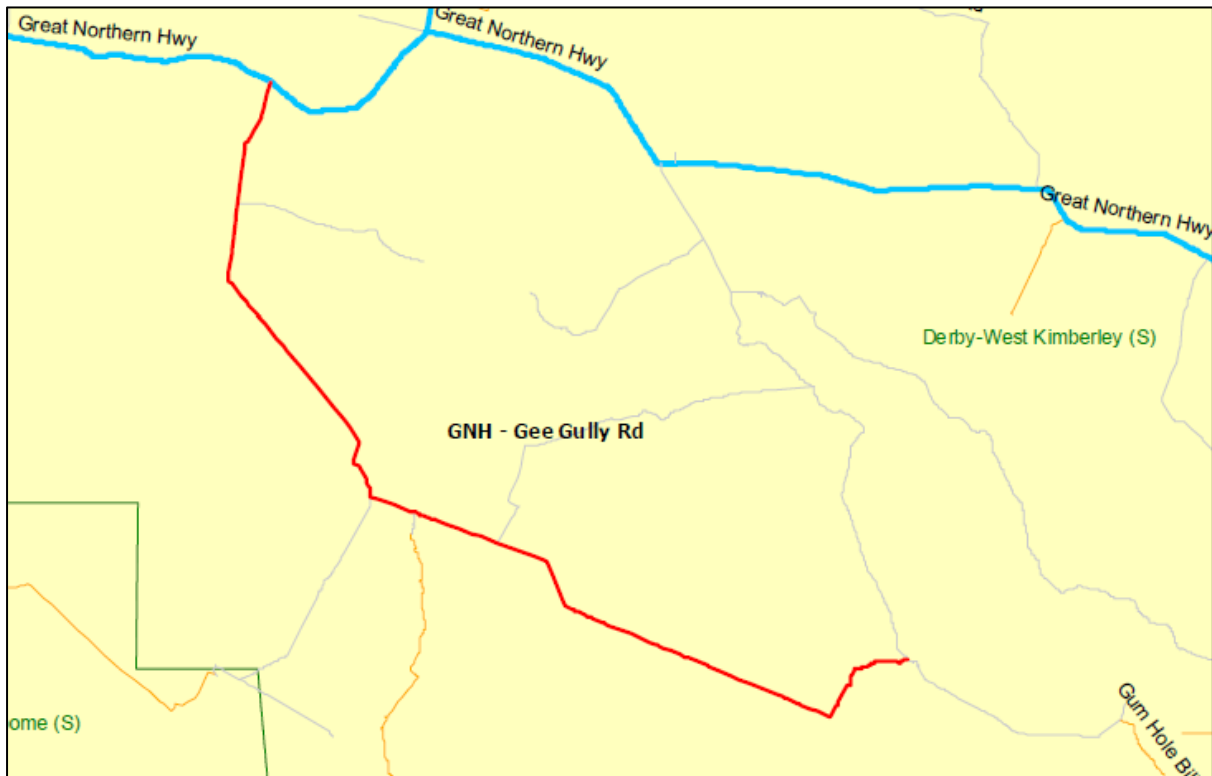 Great Northern Hwy
Great Northern Hwy
Great Northern Hwy
Derby-West Kimberley (S)
GNH - Gee Gully Rd
ome (S)
Gum Hole